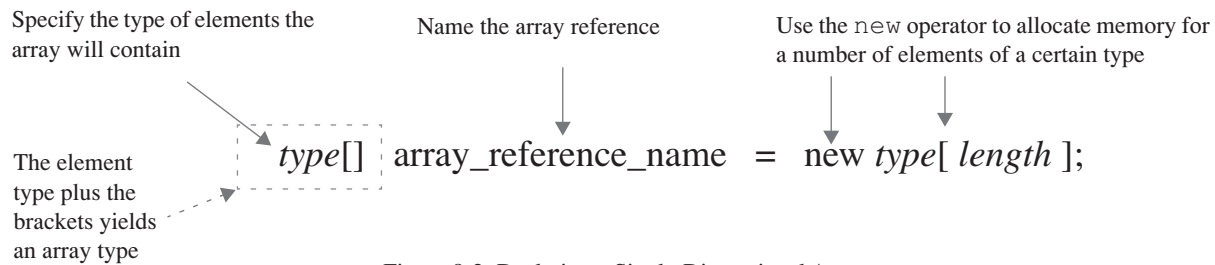 Specify the type of elements the
array will contain
Name the array reference
Use the new operator to allocate memory for
a number of elements of a certain type
type[] array_reference_name = new type[ length ];
The element
type plus the
brackets yields
an array type